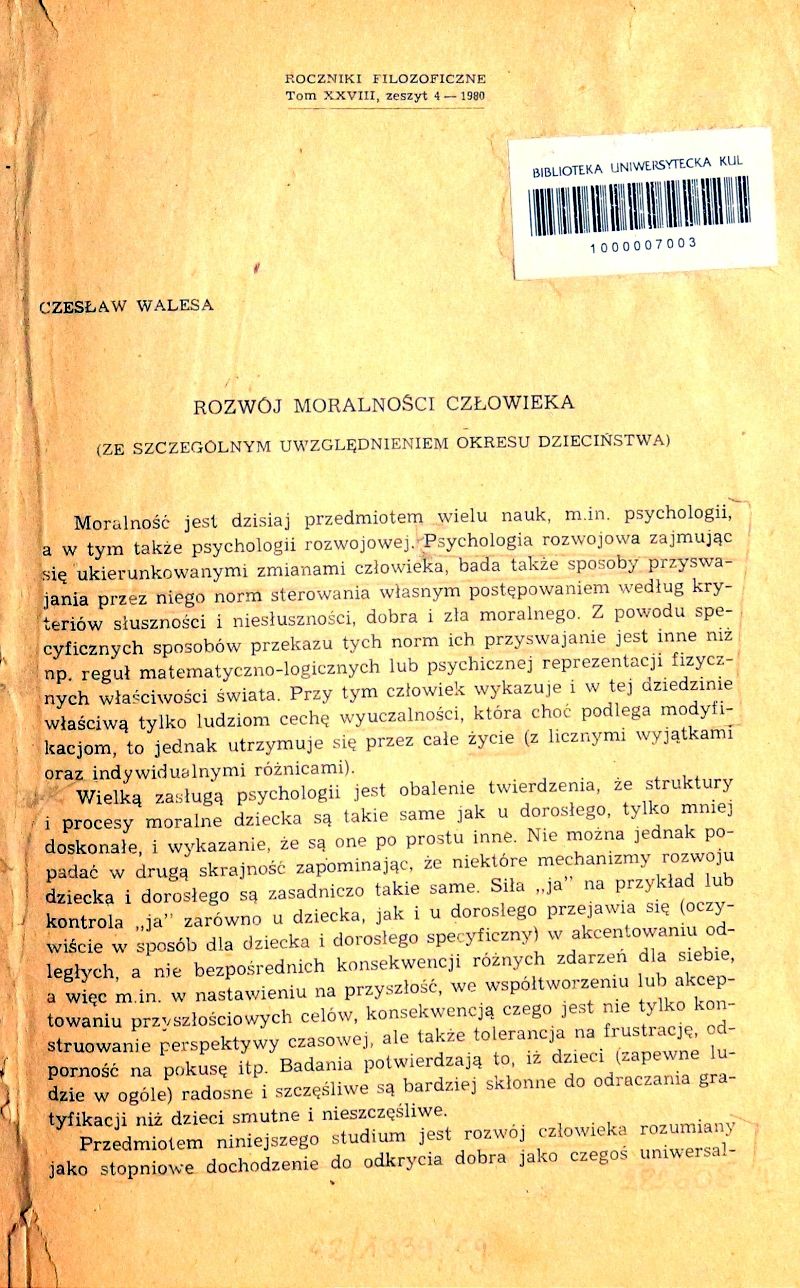 ROCZNIKI FILOZOFICZNE
Tom XXVIII, zeszyt 4 — 1980
BIBLIOTEKA UNIWERSYTECKA KUL
1000007003
CZESŁAW WALESA
ROZWÓJ MORALNOŚCI CZŁOWIEKA
(ZE SZCZEGÓLNYM UWZGLĘDNIENIEM OKRESU DZIECIŃSTWA)
Moralność jest dzisiaj przedmiotem wielu nauk, m.in. psychologii,
a w tym także psychologii rozwojowej. Psychologia rozwojowa zajmując
się ukierunkowanymi zmianami człowieka, bada także sposoby przyswa-
jania przez niego norm sterowania własnym postępowaniem według kry-
teriów słuszności i niesłuszności, dobra i zła moralnego. Z powodu spe-
cyficznych sposobów przekazu tych norm ich przyswajanie jest inne niż
np. reguł matematyczno-logicznych lub psychicznej reprezentacji fizycz-
nych właściwości świata. Przy tym człowiek wykazuje i w tej dziedzinie
właściwą tylko ludziom cechę wyuczalności, która choć podlega modyfi-
kacjom, to jednak utrzymuje się przez całe życie (z licznymi wyjątkami
oraz indywidualnymi różnicami).
Wielką zasługą psychologii jest obalenie twierdzenia, że struktury
i procesy moralne dziecka są takie same jak u dorosłego, tylko mniej
doskonałe, i wykazanie, że są one po prostu inne. Nie można jednak po-
padać w drugą skrajność zapominając, że niektóre mechanizmy rozwoju
dziecka i dorosłego są zasadniczo takie same. Siła „ja” na przykład lub
kontrola „ja” zarówno u dziecka, jak i u dorosłego przejawia się (oczy-
wiście w sposób dla dziecka i dorosłego specyficzny) w akcentowaniu od-
ległych, a nie bezpośrednich konsekwencji różnych zdarzeń dla siebie,
a więc m.in. w nastawieniu na przyszłość, we współtworzeniu lub akcep-
towaniu przyszłościowych celów, konsekwencją czego jest nie tylko kon-
struowanie perspektywy czasowej, ale także tolerancja na frustrację, od-
porność na pokusę itp. Badania potwierdzają to, iż dzieci (zapewne lu-
dzie w ogóle) radosne i szczęśliwe są bardziej skłonne do odraczania gra-
tyfikacji niż dzieci smutne i nieszczęśliwe.
Przedmiotem niniejszego studium jest rozwój człowieka rozumiany
jako stopniowe dochodzenie do odkrycia dobra jako czegoś uniwersal-